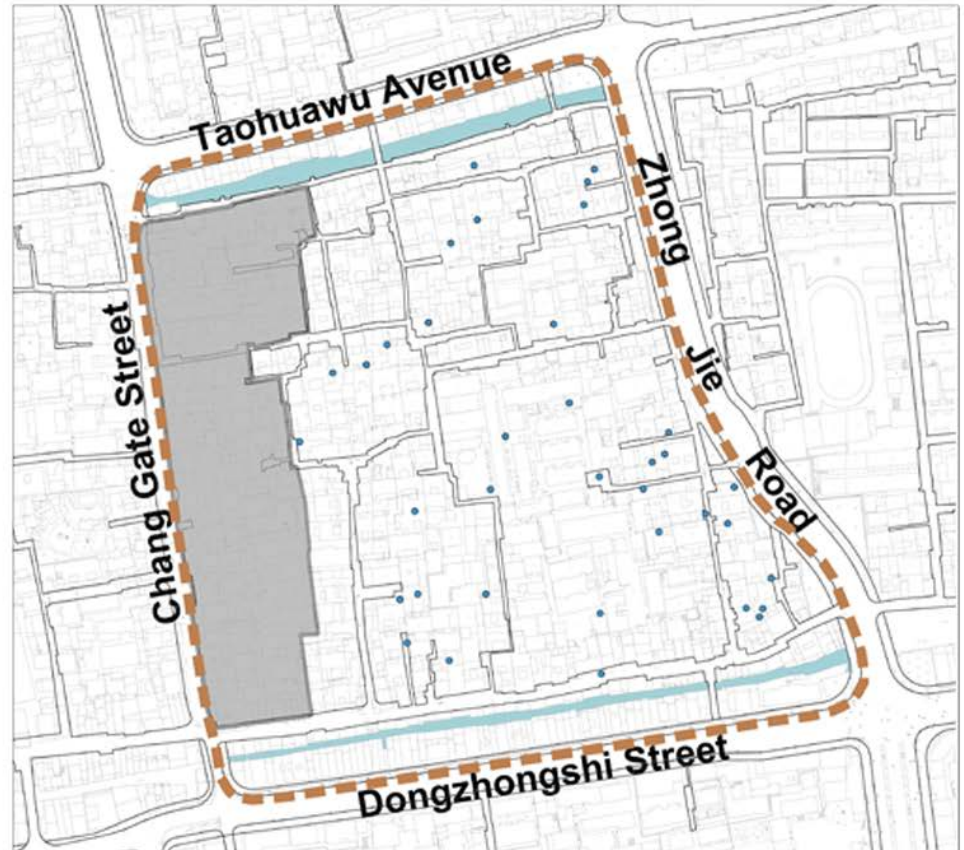 Taohuawu Avenue
Zhong
Jie
Road
Chang Gate Street
Dongzhongshi Street